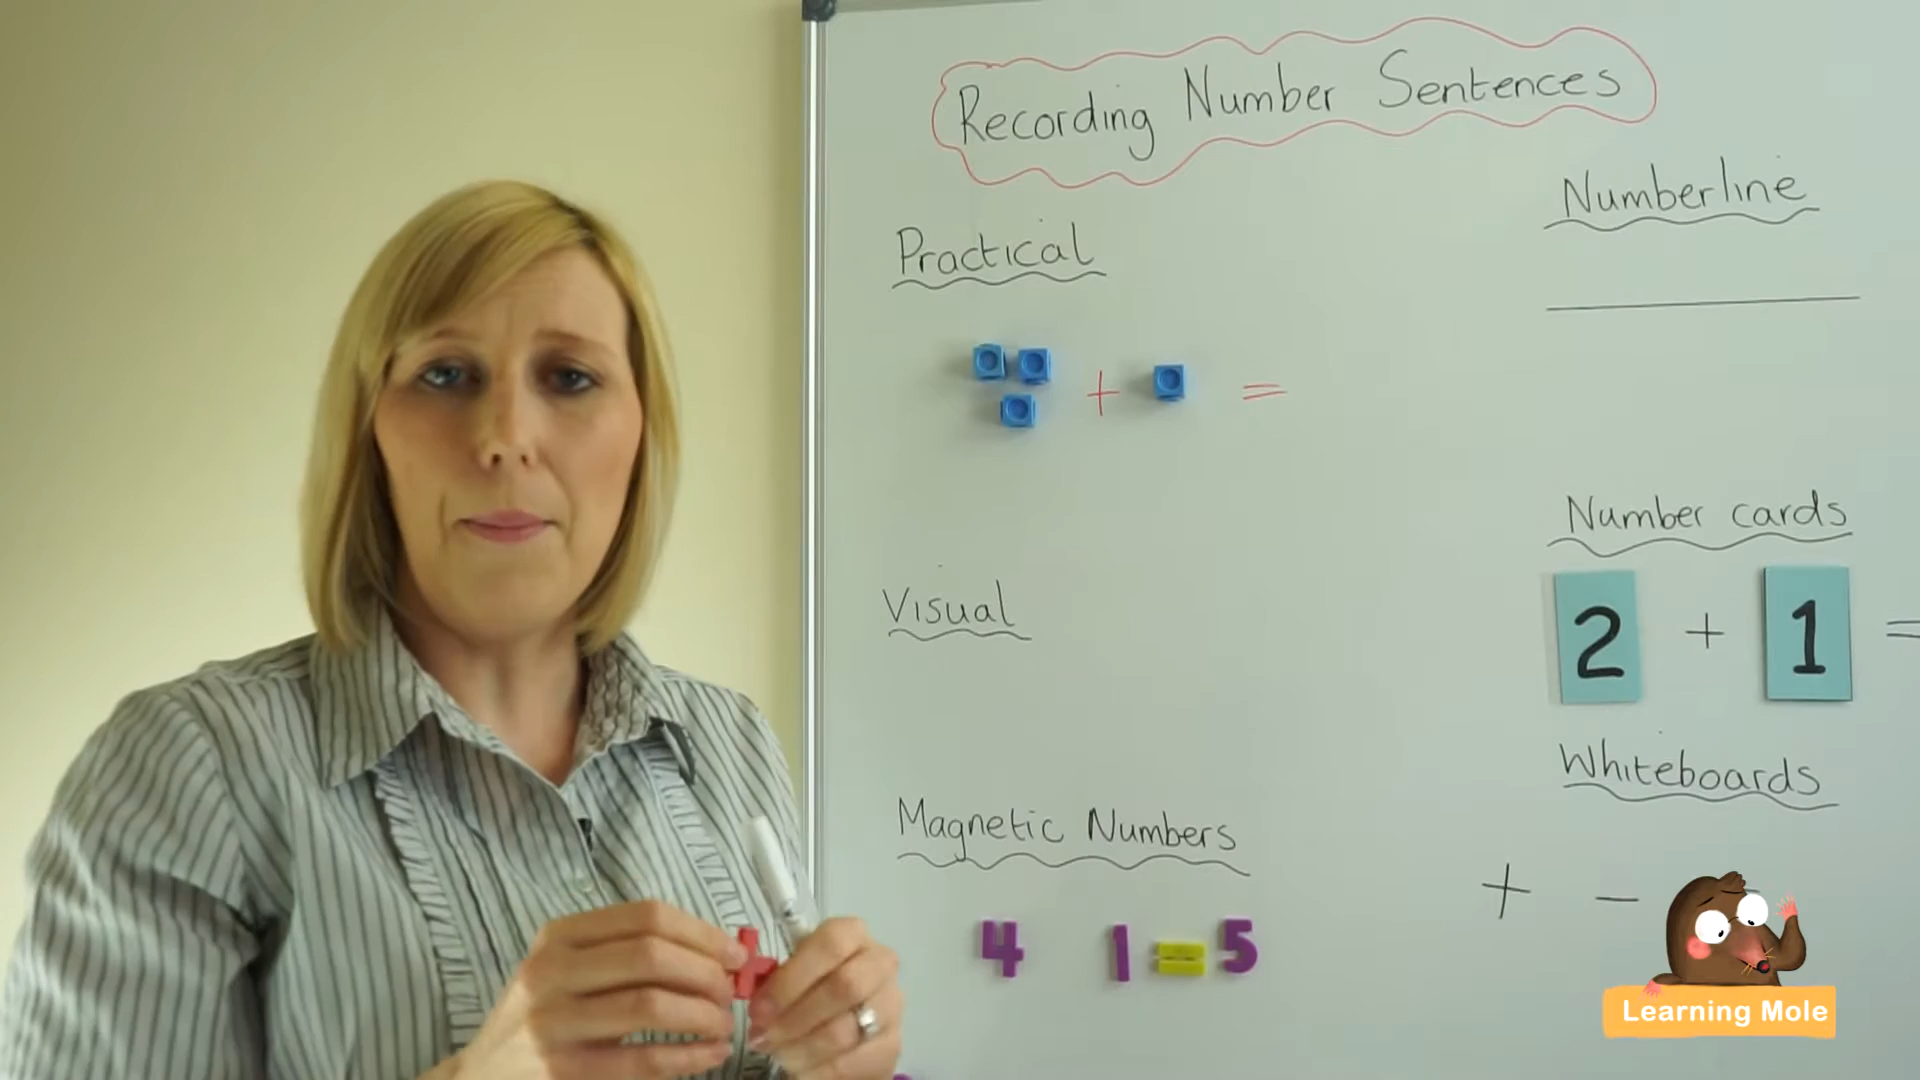 Recording Number Sentences
Practical
+ =
Visual
Magnetic Numbers
4 1 = 5
Numberline
Number cards
2 + 1 =
Whiteboards
+ -
Learning Mole